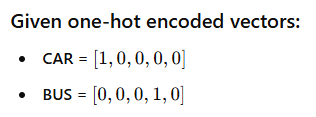 Given one-hot encoded vectors:
• CAR = [1, 0, 0, 0, 0]
• BUS = [0, 0, 0, 1, 0]